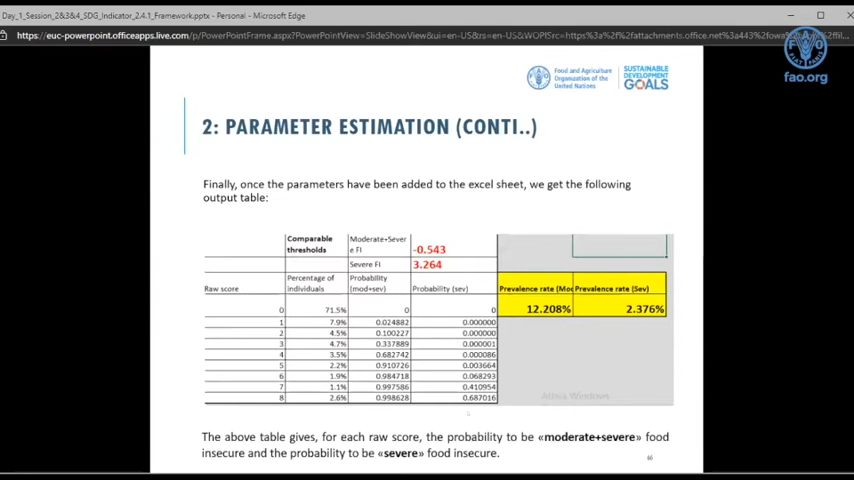 Day_1_Session_2&3&4_SDG_Indicator_2.4.1_Framework.pptx - Personal - Microsoft Edge
https://euc-powerpoint.officeapps.live.com/p/PowerPointFrame.aspx?PowerPointView=SlideShowView&ui=en-US&rs=en-US&WOPISrc=https%3a%2f%2fattachments.office.net%3a443%2fowa%
FAO
FIAT PANIS
fao.org
Food and Agriculture
Organization of the
United Nations
SUSTAINABLE
DEVELOPMENT
GOALS
2: PARAMETER ESTIMATION (CONTI..)
Finally, once the parameters have been added to the excel sheet, we get the following
output table:
Comparable thresholds Moderate+Severe FI -0.543
Severe FI 3.264
Raw score Percentage of individuals Probability (mod+sev) Probability (sev) Prevalence rate (Moc Prevalence rate (Sev)
0 71.5% 0 0 12.208% 2.376%
1 7.9% 0.024882 0.000000
2 4.5% 0.100227 0.000000
3 4.7% 0.337889 0.000001
4 3.5% 0.682742 0.000086
5 2.2% 0.910726 0.003664
6 1.9% 0.984718 0.068293
7 1.1% 0.997586 0.410954
8 2.6% 0.998628 0.687016
The above table gives, for each raw score, the probability to be «moderate+severe» food
insecure and the probability to be «severe» food insecure.